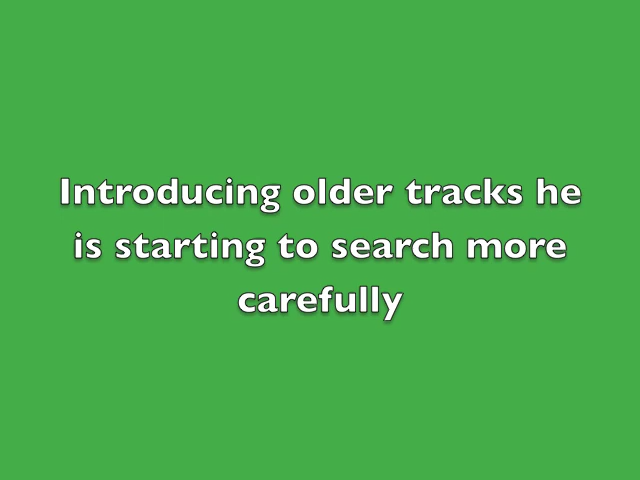 Introducing older tracks he
is starting to search more
carefully